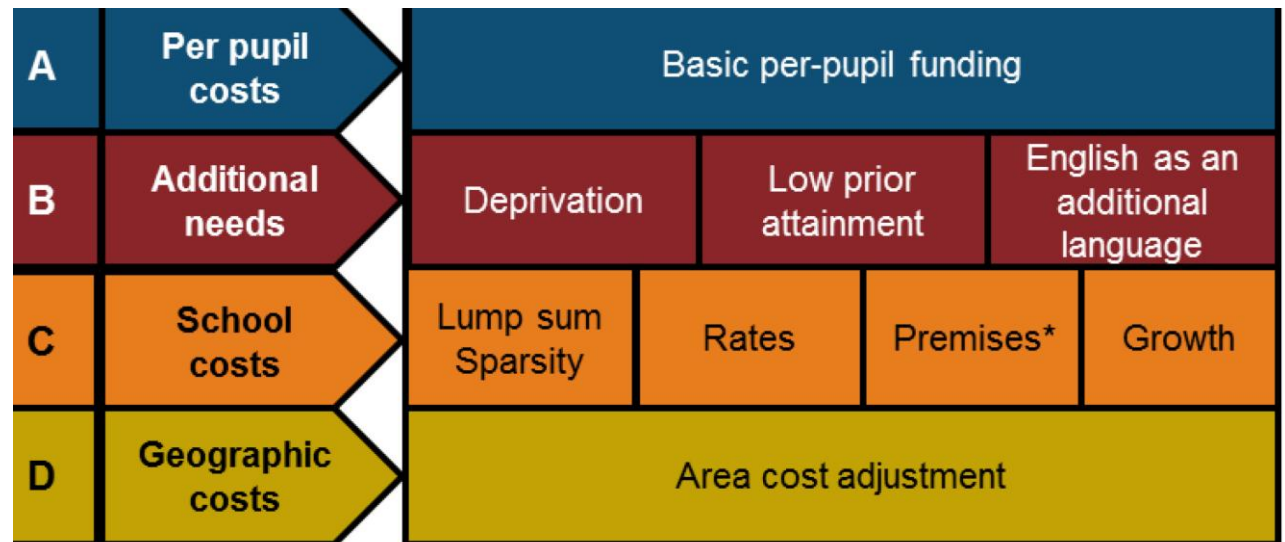 A
Per pupil
costs
Basic per-pupil funding
B
Additional
needs
Deprivation
Low prior
attainment
English as an
additional
language
C
School
costs
Lump sum
Sparsity
Rates
Premises*
Growth
D
Geographic
costs
Area cost adjustment